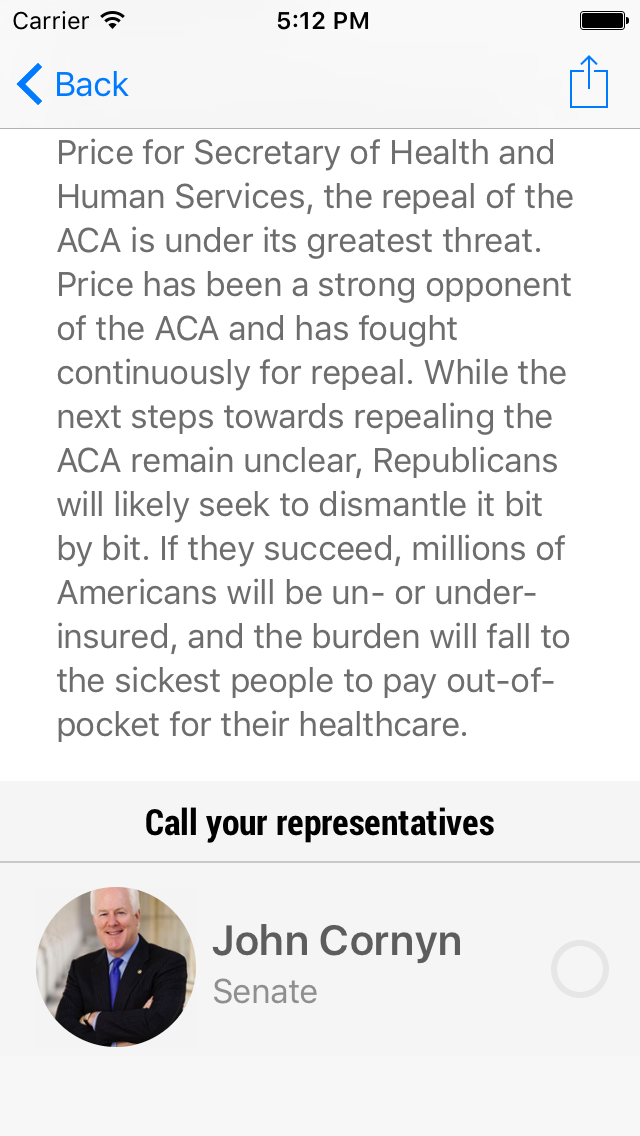 Carrier 5:12 PM
Back
Price for Secretary of Health and
Human Services, the repeal of the
ACA is under its greatest threat.
Price has been a strong opponent
of the ACA and has fought
continuously for repeal. While the
next steps towards repealing the
ACA remain unclear, Republicans
will likely seek to dismantle it bit
by bit. If they succeed, millions of
Americans will be un- or under-
insured, and the burden will fall to
the sickest people to pay out-of-
pocket for their healthcare.
Call your representatives
John Cornyn
Senate